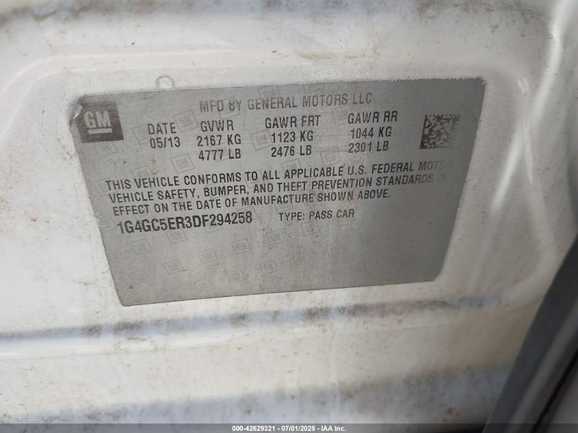 GM
MFD BY GENERAL MOTORS LLC
DATE GVWR GAWR FRT GAWR RR
05/13 2167 KG 1123 KG 1044 KG
4777 LB 2476 LB 2301 LB
THIS VEHICLE CONFORMS TO ALL APPLICABLE U.S. FEDERAL MOTOR
VEHICLE SAFETY, BUMPER, AND THEFT PREVENTION STANDARDS IN
EFFECT ON THE DATE OF MANUFACTURE SHOWN ABOVE.
1G4GC5ER3DF294258 TYPE: PASS CAR
000-42629321 - 07/01/2025 - IAAI.com